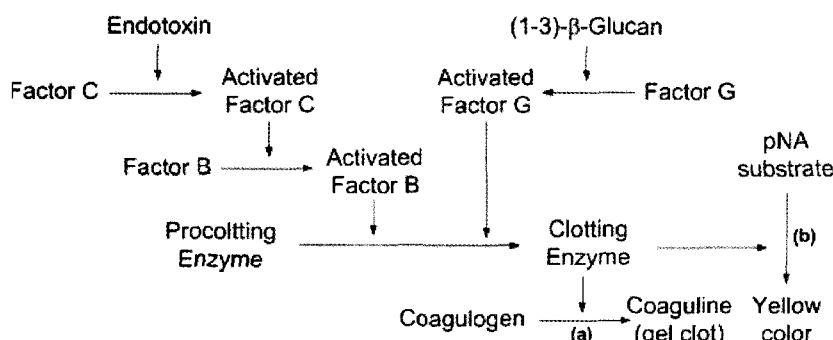 Endotoxin
(1-3)-β-Glucan
Factor C
Activated
Factor C
Activated
Factor G
Factor G
pNA
substrate
Factor B
Activated
Factor B
(b)
Procoltting
Enzyme
Clotting
Enzyme
Coagulogen
(a)
Coaguline
(gel clot)
Yellow
color